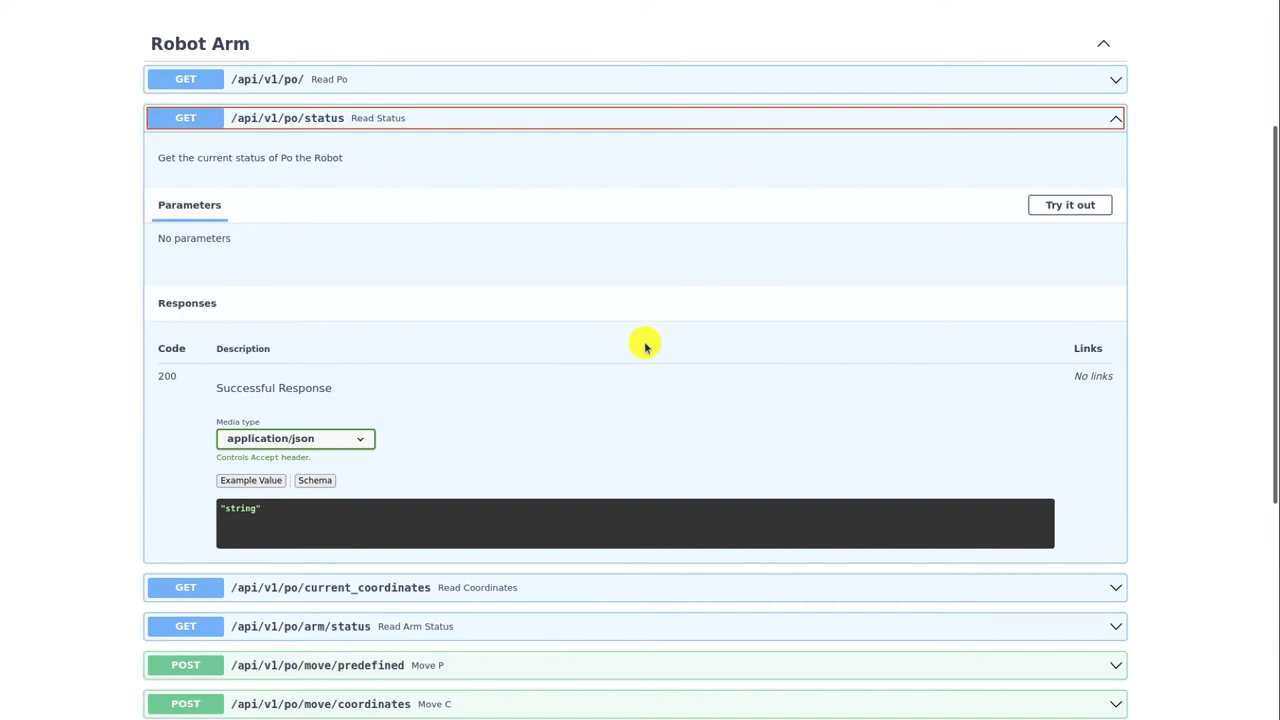 Robot Arm
GET /api/v1/po/ Read Po
GET /api/v1/po/status Read Status
Get the current status of Po the Robot
Parameters Try it out
No parameters
Responses
Code Description Links
200 Successful Response No links
Media type
application/json
Controls Accept header.
Example Value Schema
"string"
GET /api/v1/po/current_coordinates Read Coordinates
GET /api/v1/po/arm/status Read Arm Status
POST /api/v1/po/move/predefined Move P
POST /api/v1/po/move/coordinates Move C